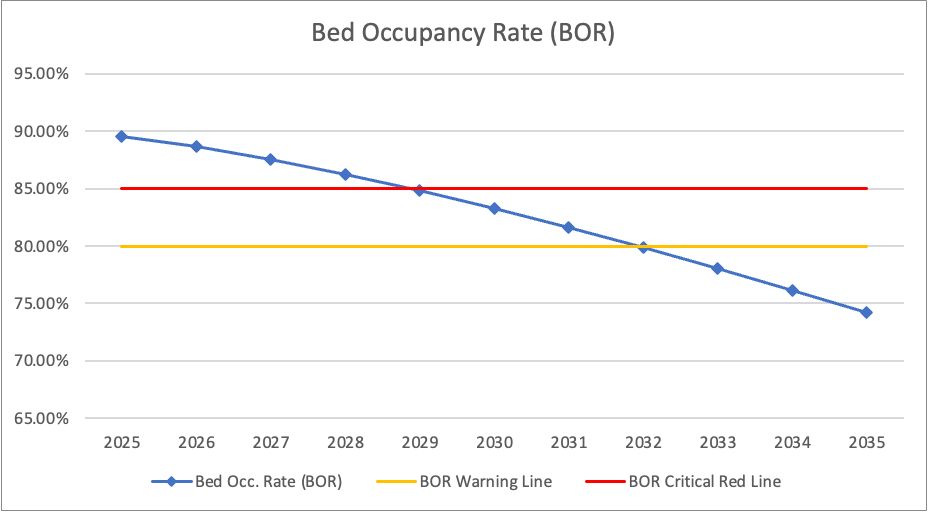 Bed Occupancy Rate (BOR)
95.00%
90.00%
85.00%
80.00%
75.00%
70.00%
65.00%
2025 2026 2027 2028 2029 2030 2031 2032 2033 2034 2035
Bed Occ. Rate (BOR) BOR Warning Line BOR Critical Red Line